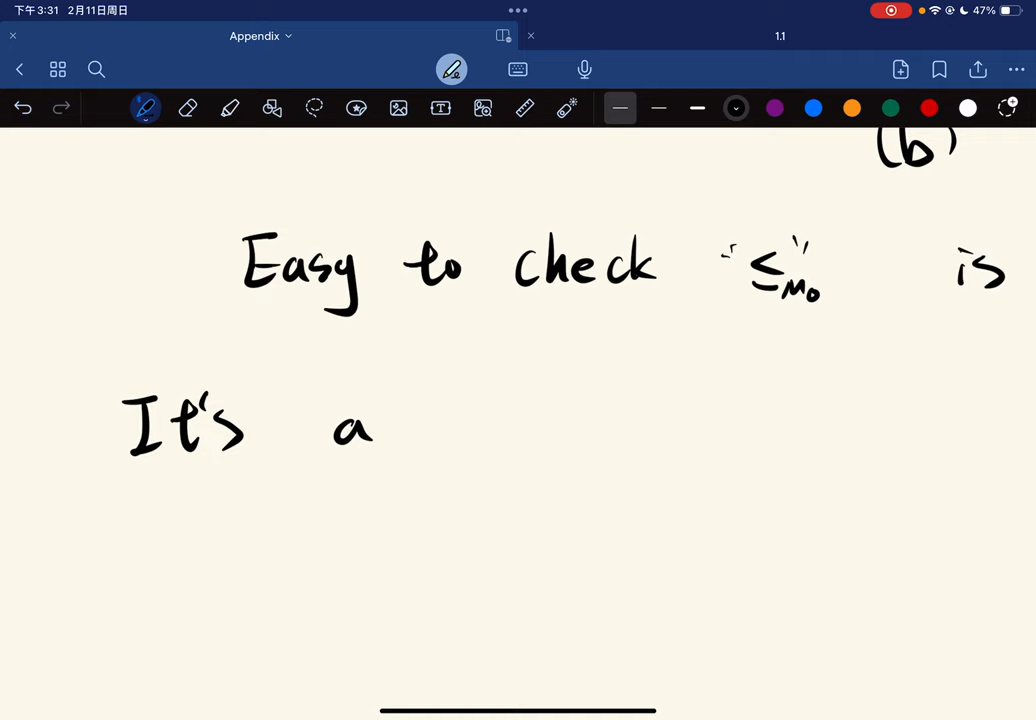 下午3:31 2月11日周日
47%
Appendix
1.1
(b)
Easy to check "≤M₀" is
It's a